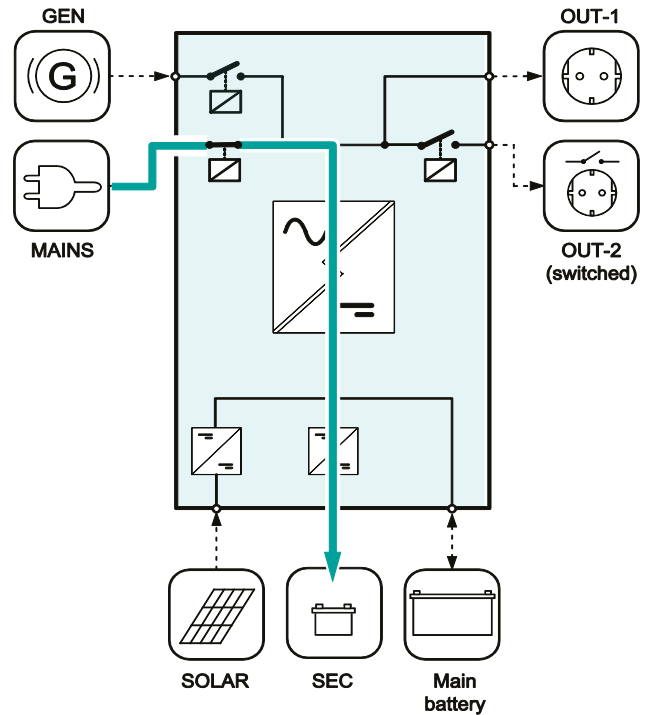 GEN
OUT-1
G
MAINS
OUT-2
(switched)
SOLAR
SEC
Main
battery